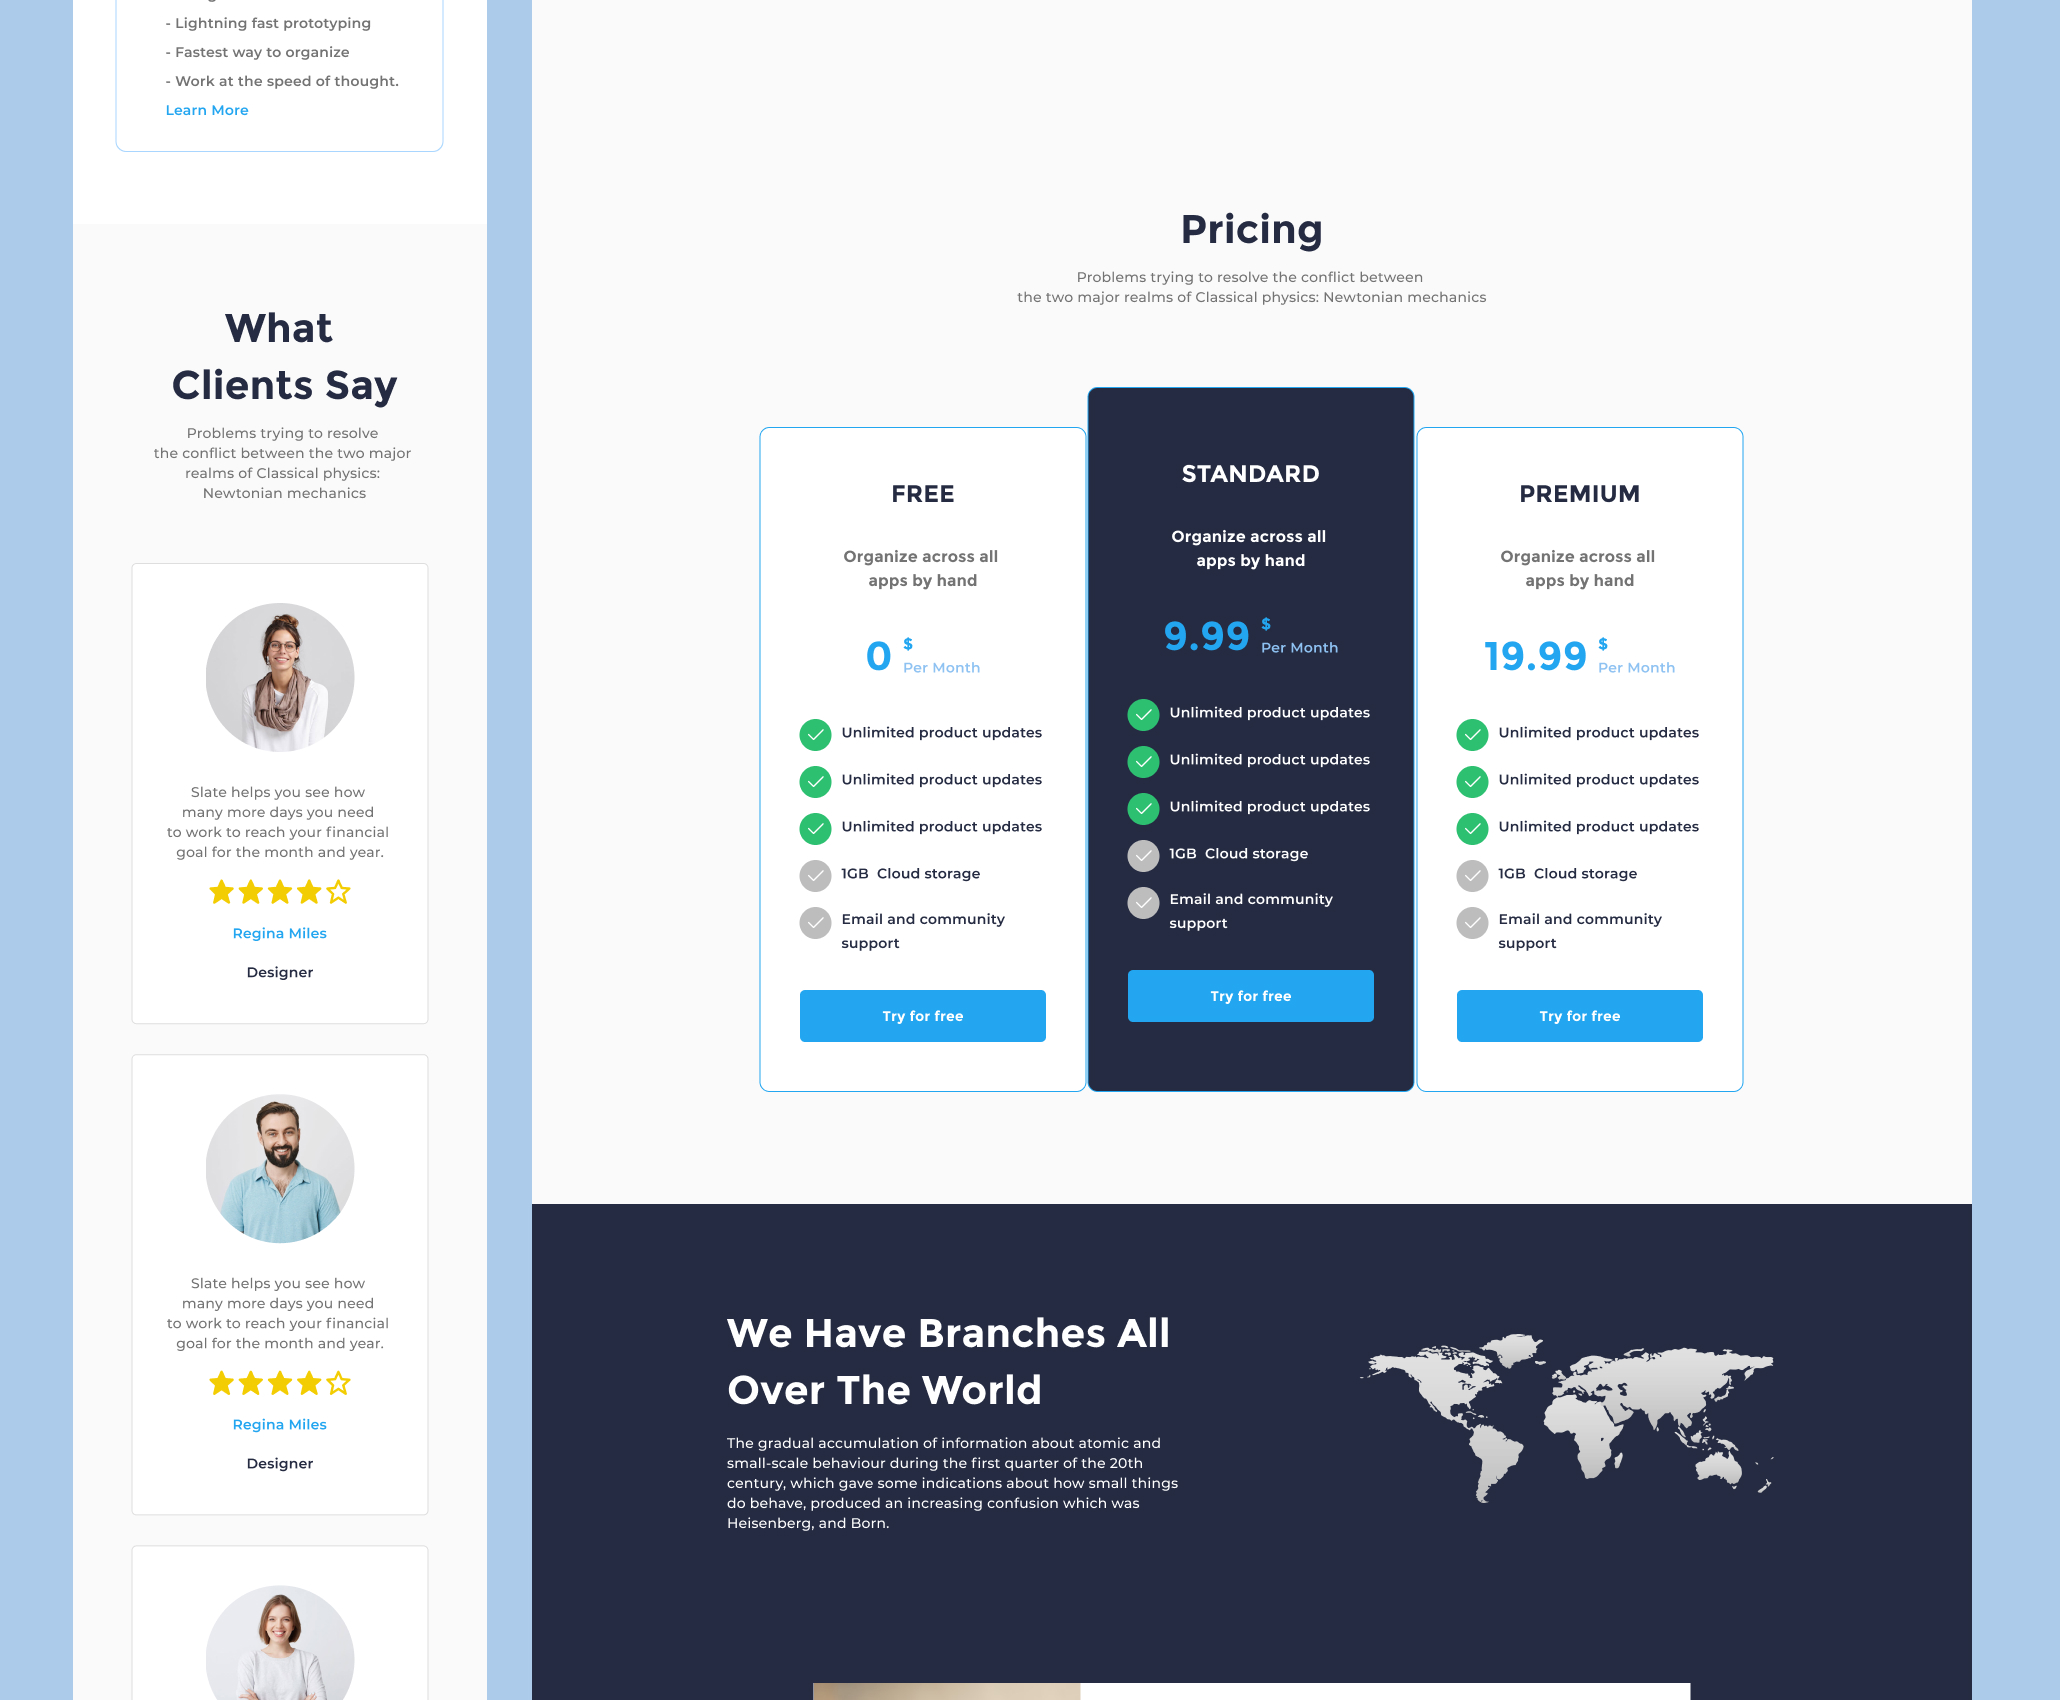 - Lightning fast prototyping
- Fastest way to organize
- Work at the speed of thought.
Learn More
What
Clients Say
Problems trying to resolve
the conflict between the two major
realms of Classical physics:
Newtonian mechanics
Slate helps you see how
many more days you need
to work to reach your financial
goal for the month and year.
Regina Miles
Designer
Slate helps you see how
many more days you need
to work to reach your financial
goal for the month and year.
Regina Miles
Designer
Pricing
Problems trying to resolve the conflict between
the two major realms of Classical physics: Newtonian mechanics
FREE
Organize across all
apps by hand
0 $
Per Month
Unlimited product updates
Unlimited product updates
Unlimited product updates
1GB  Cloud storage
Email and community
support
Try for free
STANDARD
Organize across all
apps by hand
9.99 $
Per Month
Unlimited product updates
Unlimited product updates
Unlimited product updates
1GB  Cloud storage
Email and community
support
Try for free
PREMIUM
Organize across all
apps by hand
19.99 $
Per Month
Unlimited product updates
Unlimited product updates
Unlimited product updates
1GB  Cloud storage
Email and community
support
Try for free
We Have Branches All
Over The World
The gradual accumulation of information about atomic and
small-scale behaviour during the first quarter of the 20th
century, which gave some indications about how small things
do behave, produced an increasing confusion which was
Heisenberg, and Born.